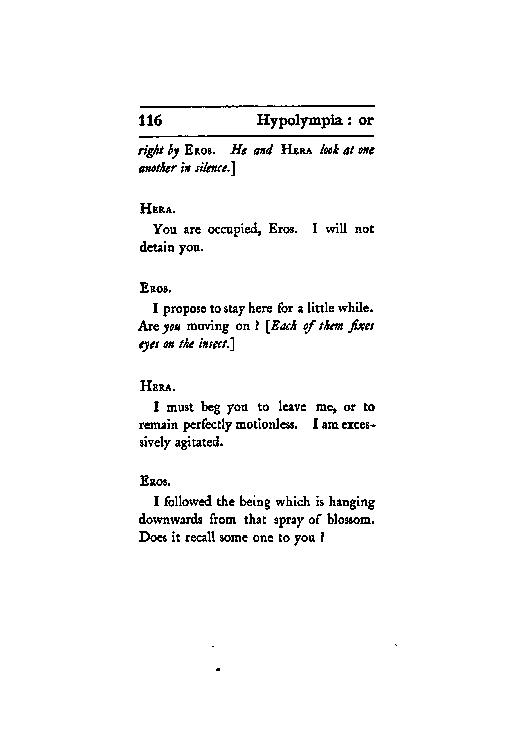 116 Hypolympia : or
right by Eros. He and Hera look at one
another in silence.]
Hera.
You are occupied, Eros. I will not
detain you.
Eros.
I propose to stay here for a little while.
Are you moving on ? [Each of them fixes
eyes on the insect.]
Hera.
I must beg you to leave me, or to
remain perfectly motionless. I am exces-
sively agitated.
Eros.
I followed the being which is hanging
downwards from that spray of blossom.
Does it recall some one to you ?